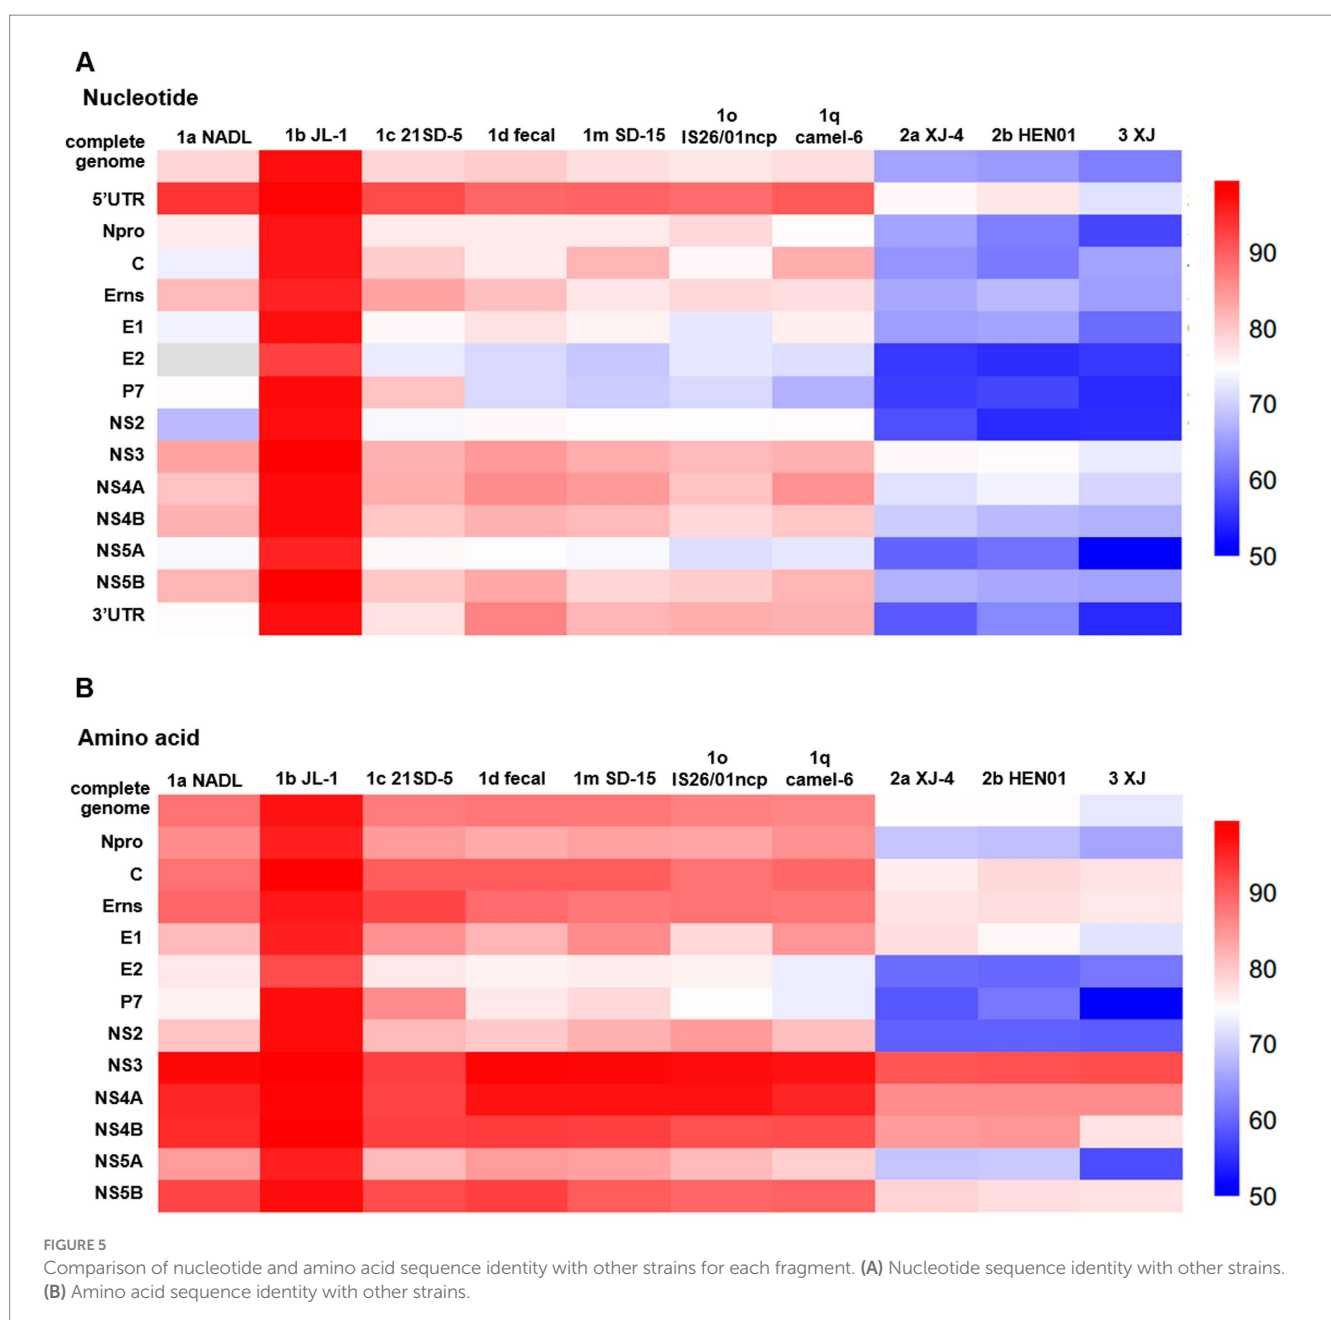 A
Nucleotide
complete
genome
1a NADL
1b JL-1
1c 21SD-5
1d fecal
1m SD-15
1o
IS26/01ncp
1q
camel-6
2a XJ-4
2b HEN01
3 XJ
5'UTR
Npro
C
Erns
E1
E2
P7
NS2
NS3
NS4A
NS4B
NS5A
NS5B
3'UTR
90
80
70
60
50
B
Amino acid
complete
genome
1a NADL
1b JL-1
1c 21SD-5
1d fecal
1m SD-15
1o
IS26/01ncp
1q
camel-6
2a XJ-4
2b HEN01
3 XJ
Npro
C
Erns
E1
E2
P7
NS2
NS3
NS4A
NS4B
NS5A
NS5B
90
80
70
60
50
FIGURE 5
Comparison of nucleotide and amino acid sequence identity with other strains for each fragment. (A) Nucleotide sequence identity with other strains.
(B) Amino acid sequence identity with other strains.